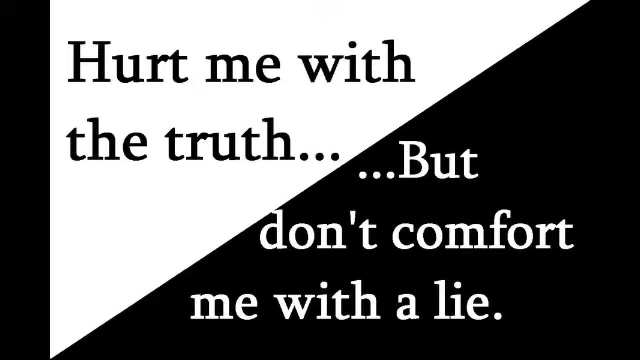 Hurt me with
the truth...
...But
don't comfort
me with a lie.